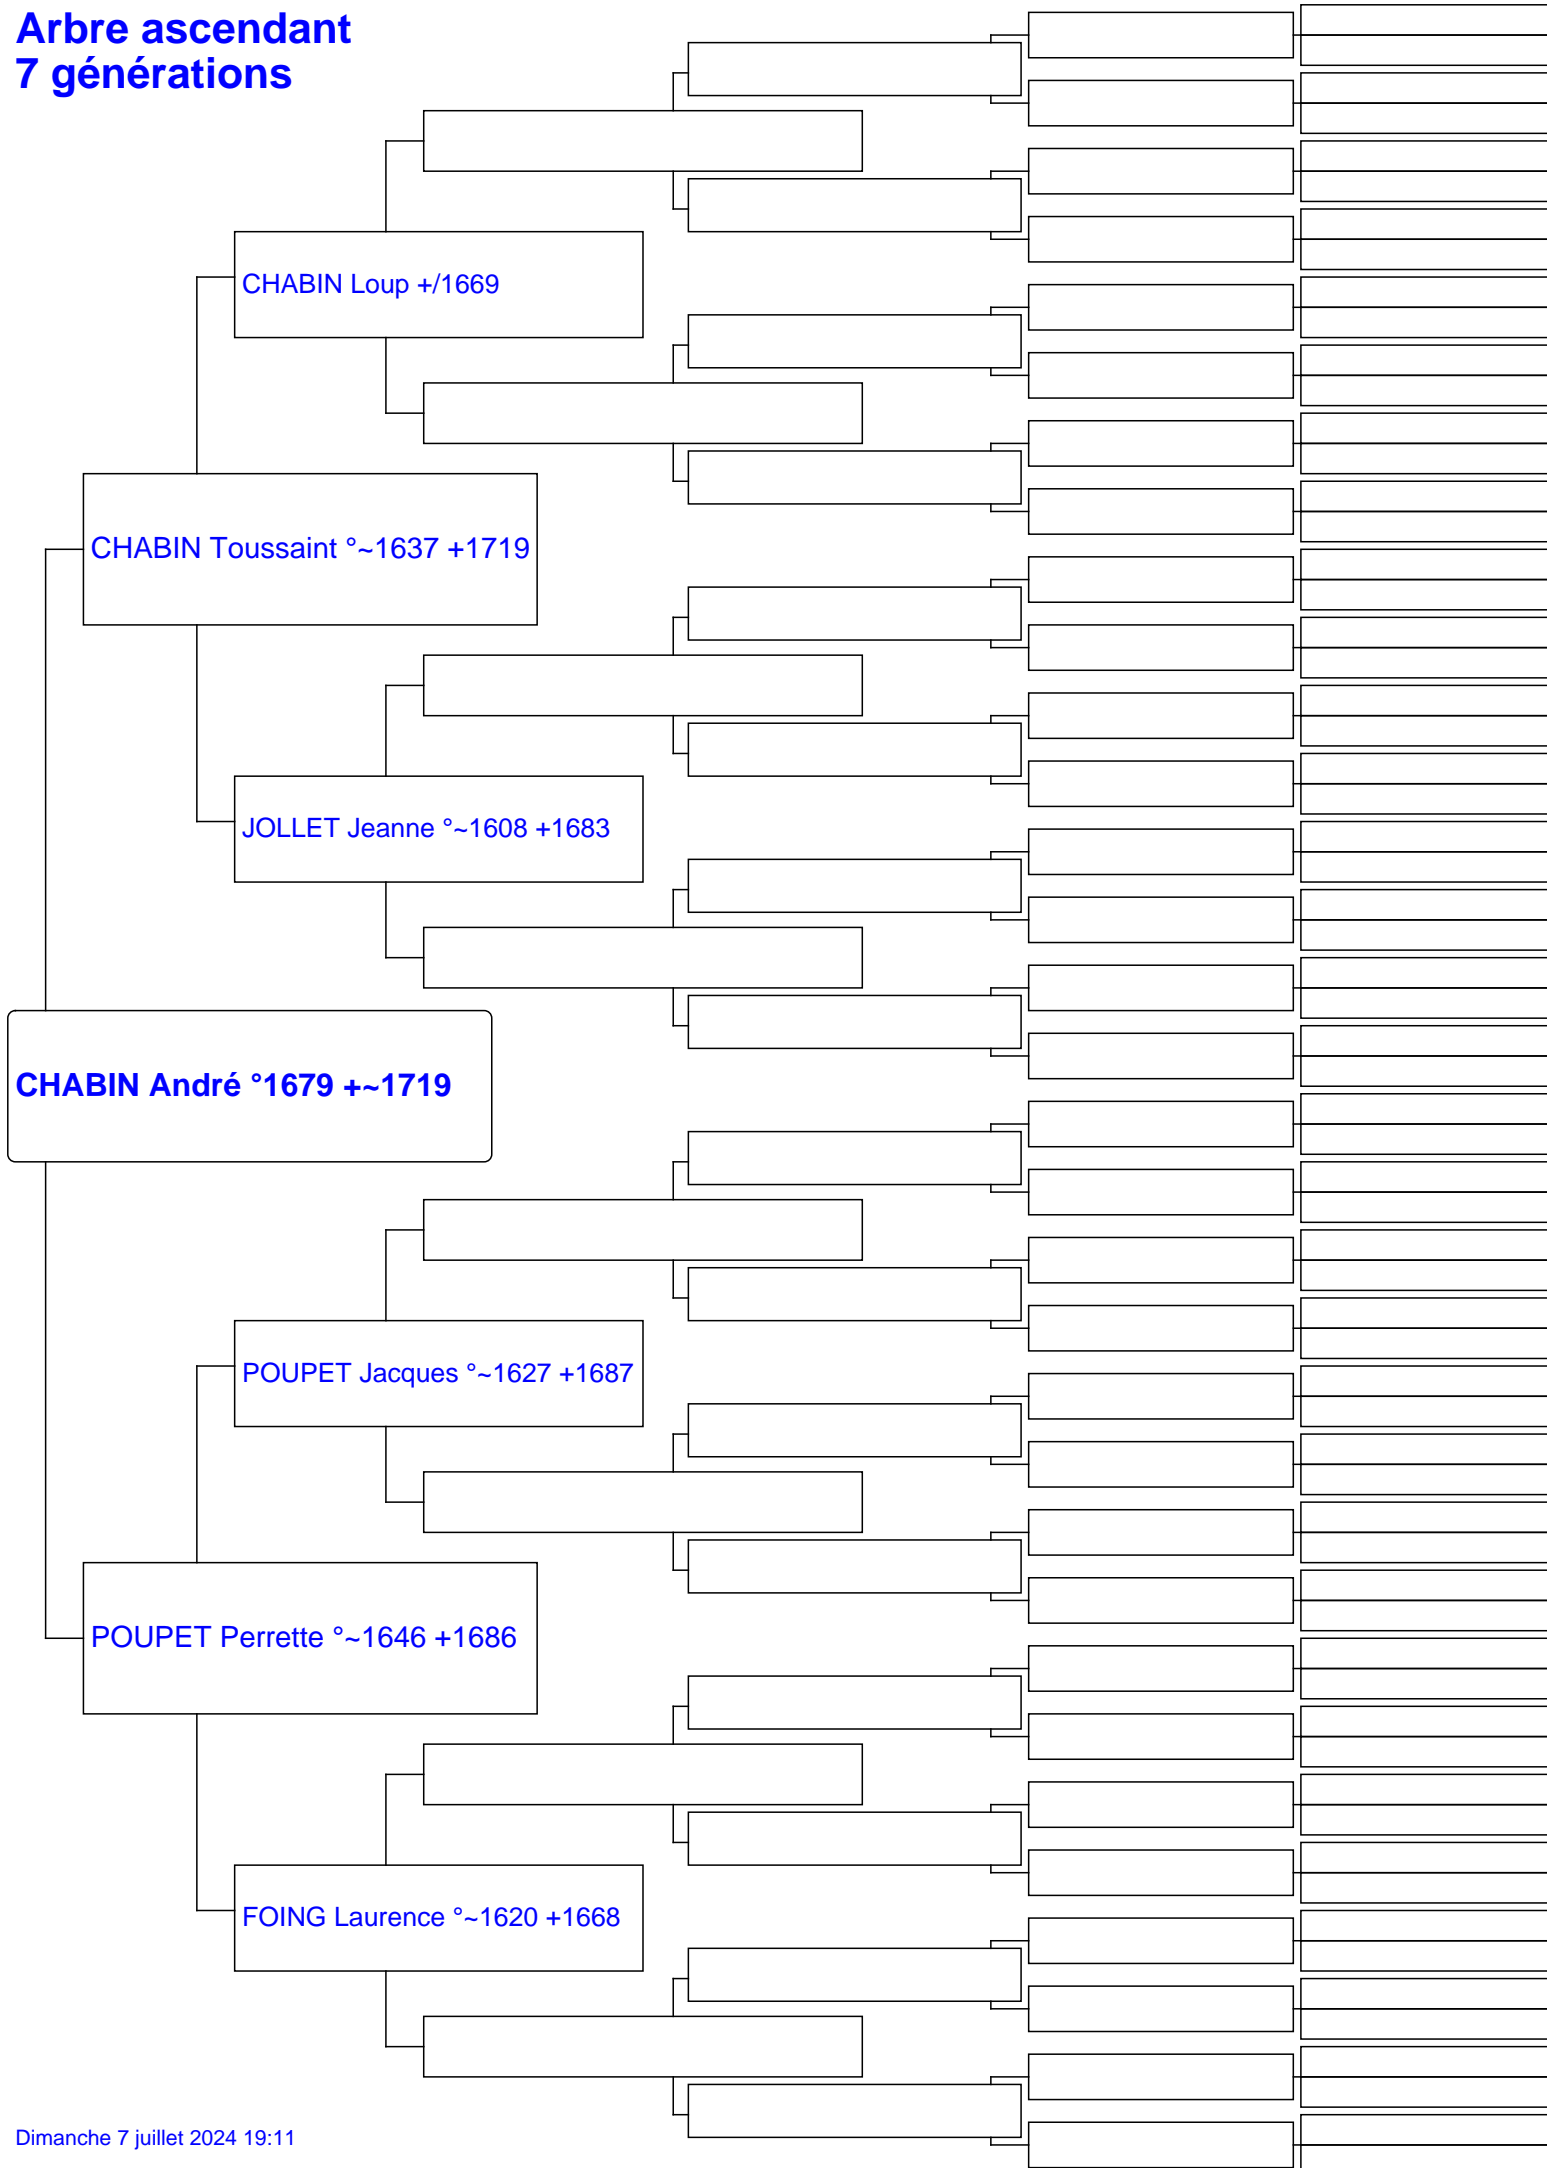 Arbre ascendant
7 générations
CHABIN Loup +/1669
CHABIN Toussaint °~1637 +1719
JOLLET Jeanne °~1608 +1683
CHABIN André °1679 +~1719
POUPET Jacques °~1627 +1687
POUPET Perrette °~1646 +1686
FOING Laurence °~1620 +1668
Dimanche 7 juillet 2024 19:11